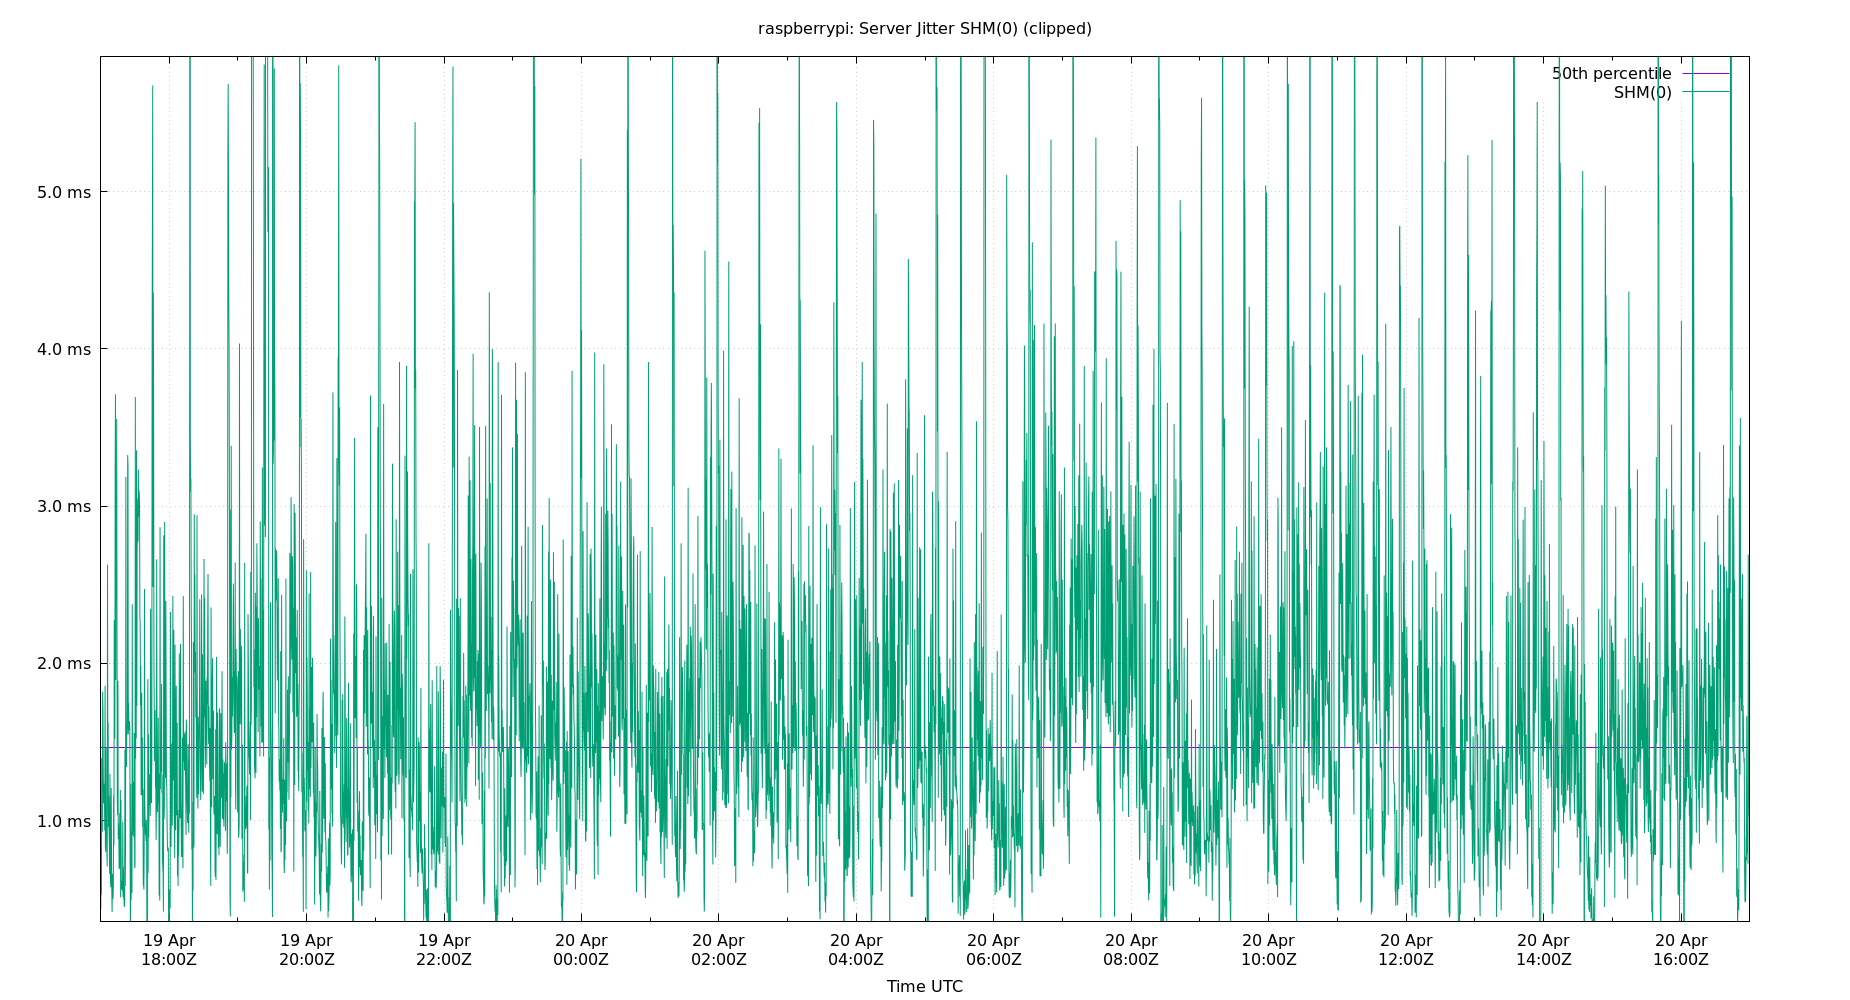 raspberrypi: Server Jitter SHM(0) (clipped)
50th percentile
SHM(0)
5.0 ms
4.0 ms
3.0 ms
2.0 ms
1.0 ms
19 Apr 19 Apr 19 Apr 20 Apr 20 Apr 20 Apr 20 Apr 20 Apr 20 Apr 20 Apr 20 Apr 20 Apr
18:00Z 20:00Z 22:00Z 00:00Z 02:00Z 04:00Z 06:00Z 08:00Z 10:00Z 12:00Z 14:00Z 16:00Z
Time UTC